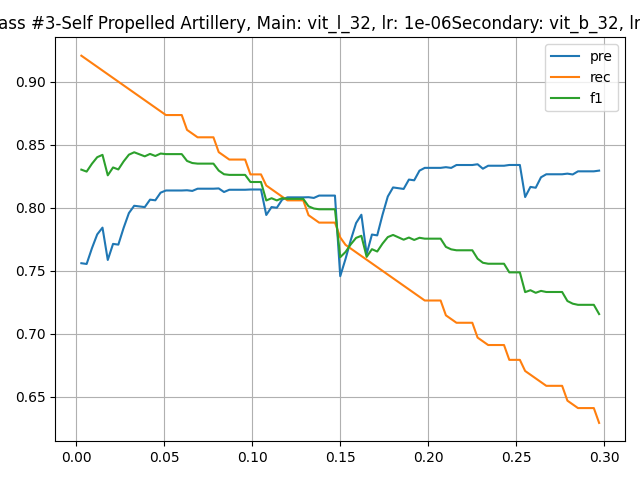 ass #3-Self Propelled Artillery, Main: vit_l_32, lr: 1e-06Secondary: vit_b_32, lr
pre
rec
f1
0.90
0.85
0.80
0.75
0.70
0.65
0.00 0.05 0.10 0.15 0.20 0.25 0.30